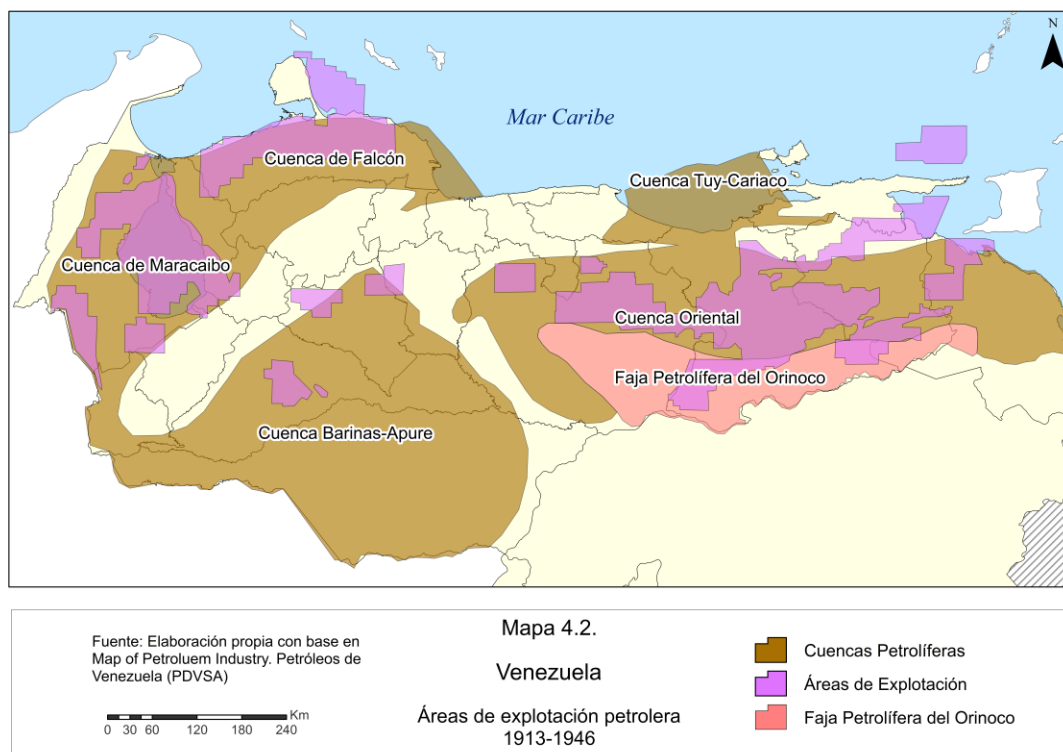 N
Mar Caribe
Cuenca de Falcón
Cuenca Tuy-Cariaco
Cuenca de Maracaibo
Cuenca Oriental
Faja Petrolífera del Orinoco
Cuenca Barinas-Apure
Fuente: Elaboración propia con base en
Map of Petroluem Industry. Petróleos de
Venezuela (PDVSA)
Km
0 30 60 120 180 240
Mapa 4.2.
Venezuela
Áreas de explotación petrolera
1913-1946
Cuencas Petrolíferas
Áreas de Explotación
Faja Petrolífera del Orinoco